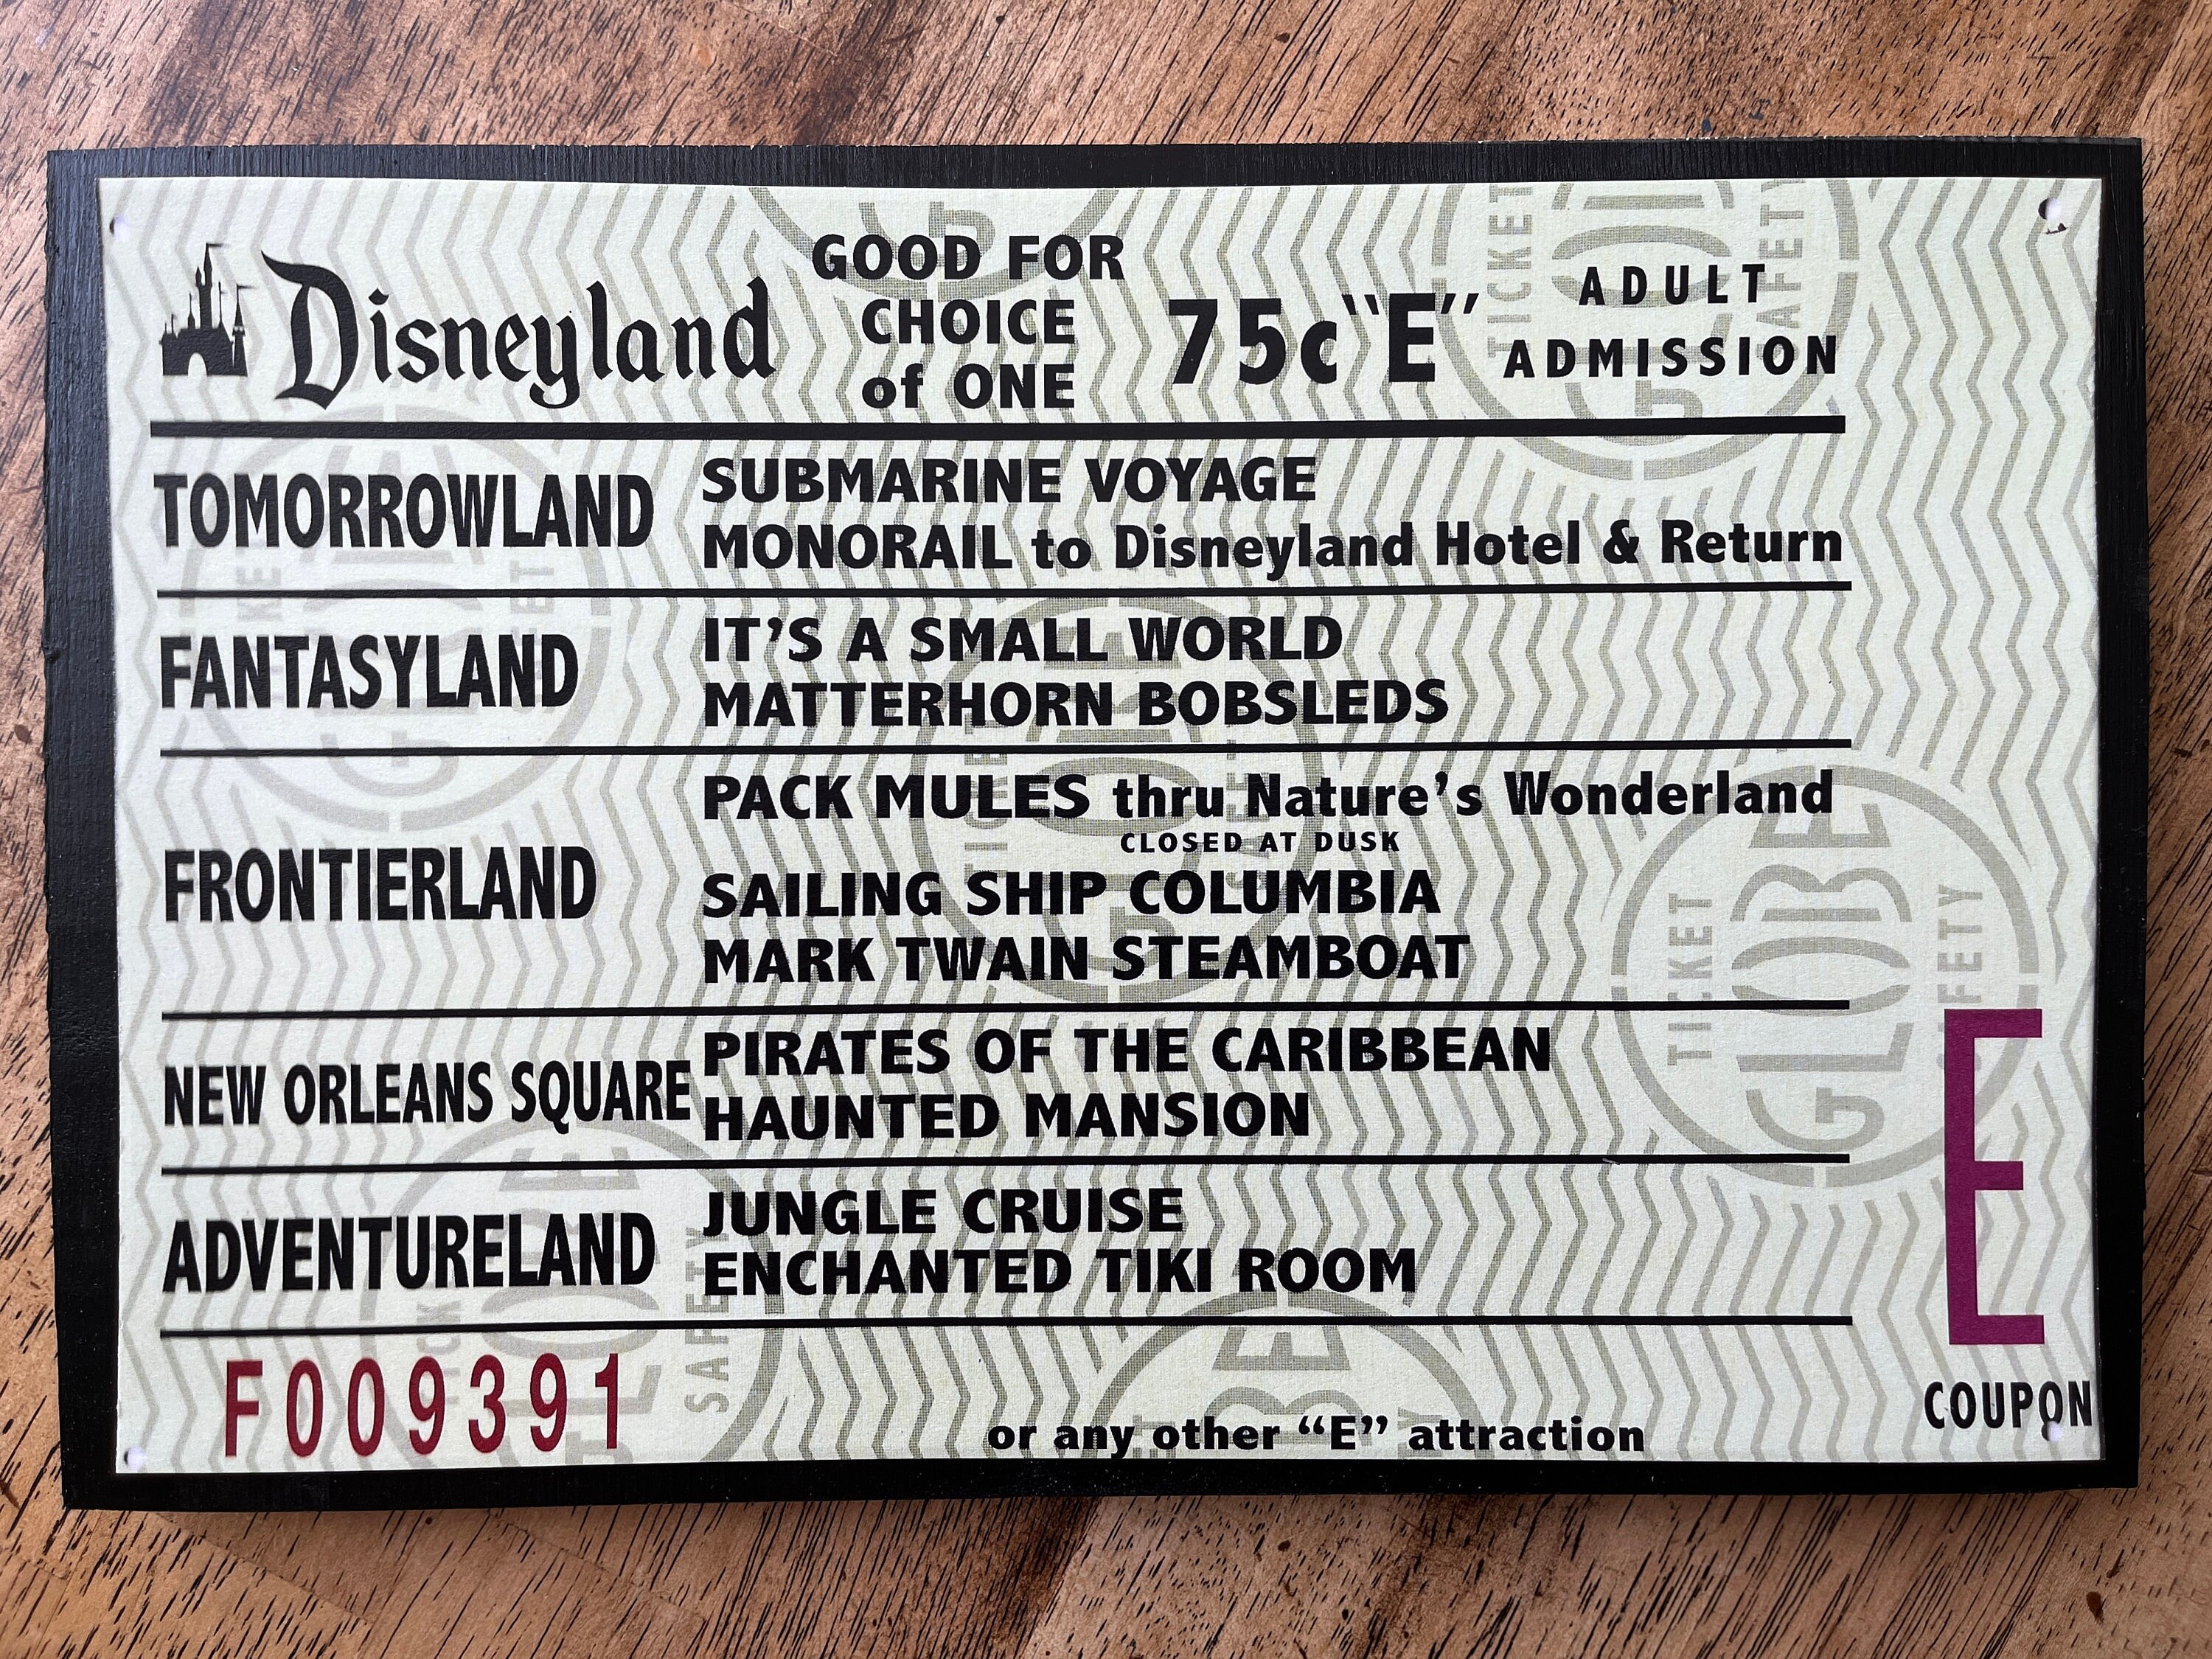 Disneyland
GOOD FOR
CHOICE
of ONE
75c "E"
ADULT
ADMISSION
TOMORROWLAND
SUBMARINE VOYAGE
MONORAIL to Disneyland Hotel & Return
FANTASYLAND
IT'S A SMALL WORLD
MATTERHORN BOBSLEDS
FRONTIERLAND
PACK MULES thru Nature's Wonderland
CLOSED AT DUSK
SAILING SHIP COLUMBIA
MARK TWAIN STEAMBOAT
NEW ORLEANS SQUARE
PIRATES OF THE CARIBBEAN
HAUNTED MANSION
ADVENTURELAND
JUNGLE CRUISE
ENCHANTED TIKI ROOM
F009391
or any other "E" attraction
E
COUPON
TICKET
GLOBE
SAFETY